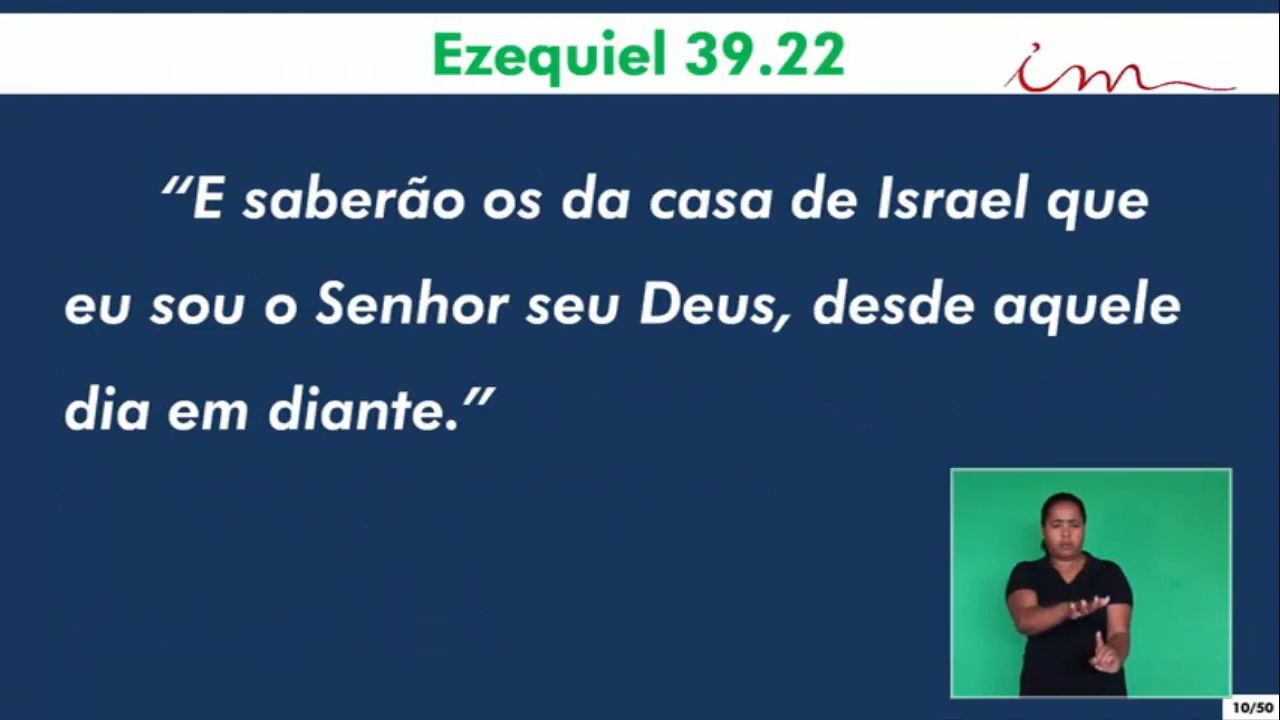 Ezequiel 39.22
im
“E saberão os da casa de Israel que
eu sou o Senhor seu Deus, desde aquele
dia em diante.”
10/50